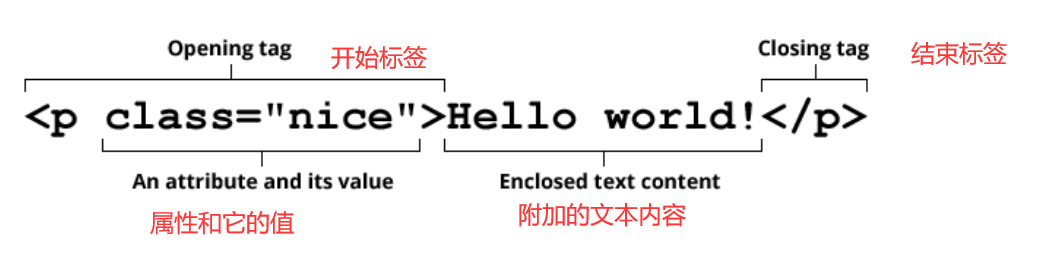 Opening tag 开始标签 Closing tag 结束标签
<p class="nice">Hello world!</p>
An attribute and its value Enclosed text content
属性和它的值 附加的文本内容